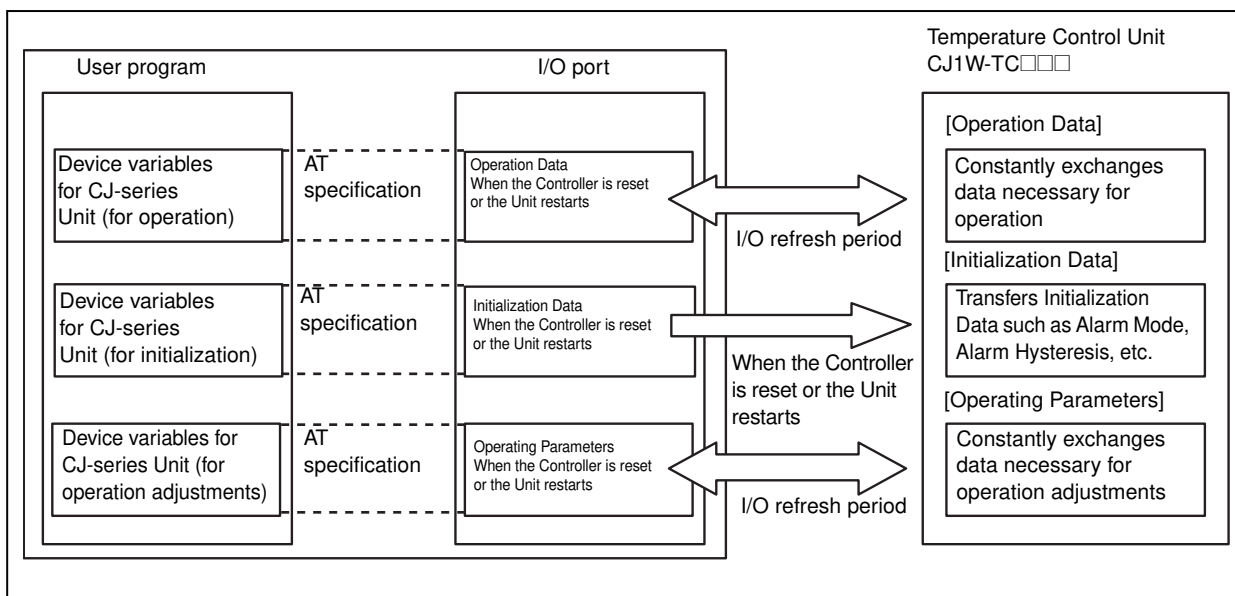 Temperature Control Unit
CJ1W-TC□□□
User program
I/O port
[Operation Data]
Device variables
for CJ-series
Unit (for operation)
AT
specification
Operation Data
When the Controller is reset
or the Unit restarts
I/O refresh period
Constantly exchanges
data necessary for
operation
[Initialization Data]
Device variables
for CJ-series
Unit (for initialization)
AT
specification
Initialization Data
When the Controller is reset
or the Unit restarts
When the Controller
is reset or the Unit
restarts
Transfers Initialization
Data such as Alarm Mode,
Alarm Hysteresis, etc.
[Operating Parameters]
Device variables for
CJ-series Unit (for
operation adjustments)
AT
specification
Operating Parameters
When the Controller is reset
or the Unit restarts
I/O refresh period
Constantly exchanges
data necessary for
operation adjustments